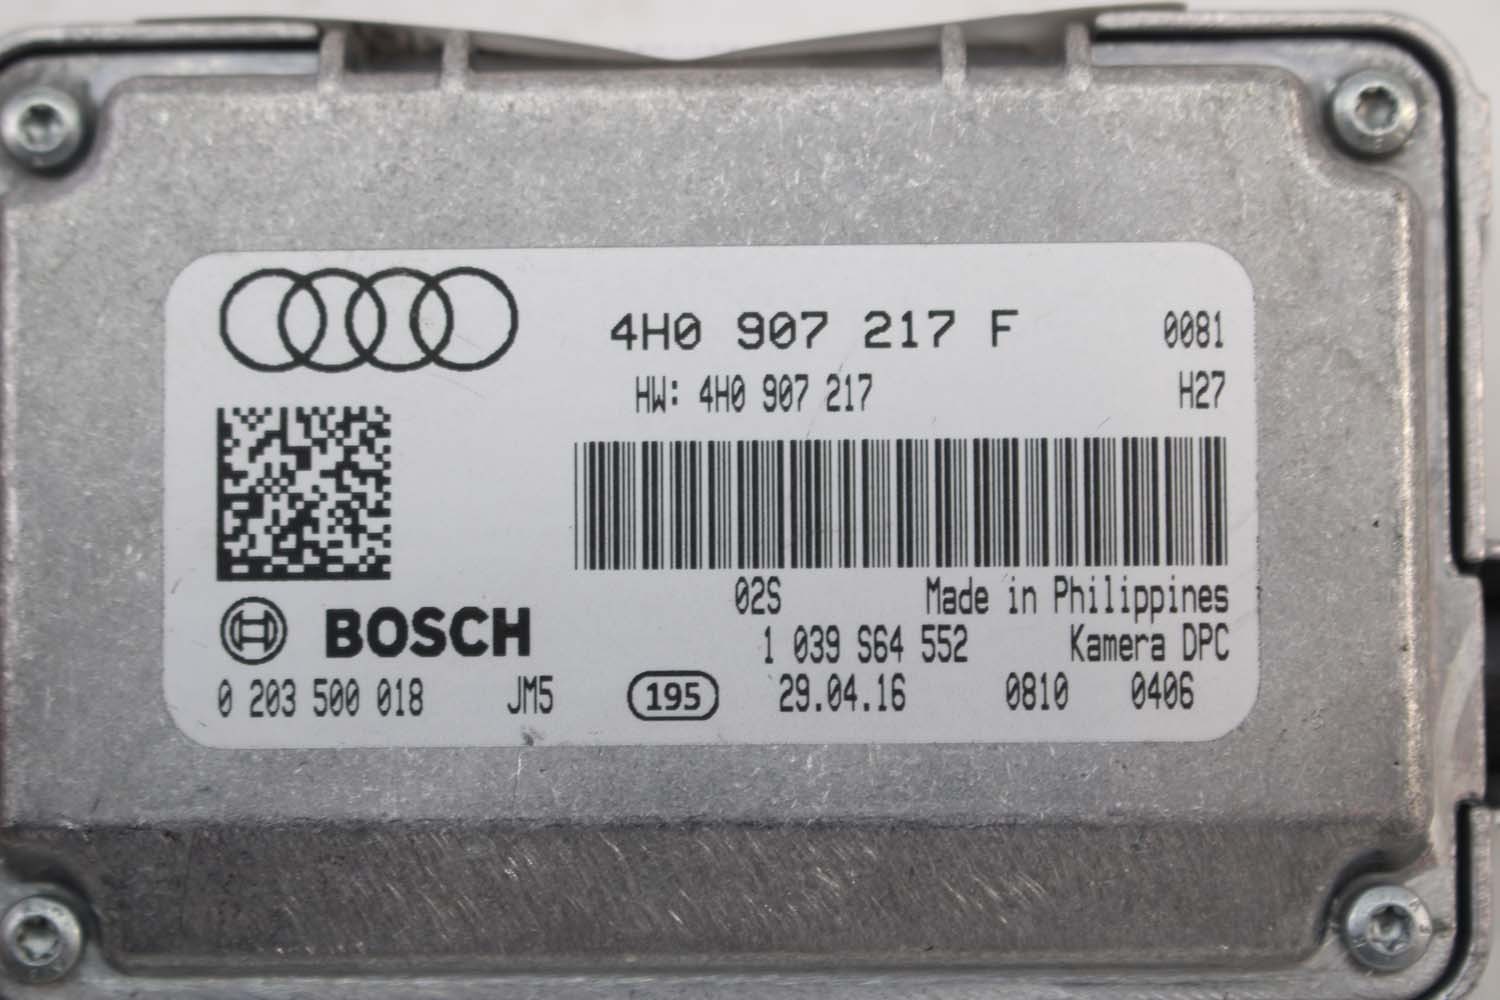 4H0 907 217 F 0081
HW: 4H0 907 217 H27
02S Made in Philippines
BOSCH 1 039 S64 552 Kamera DPC
0 203 500 018 JM5 195 29.04.16 0810 0406